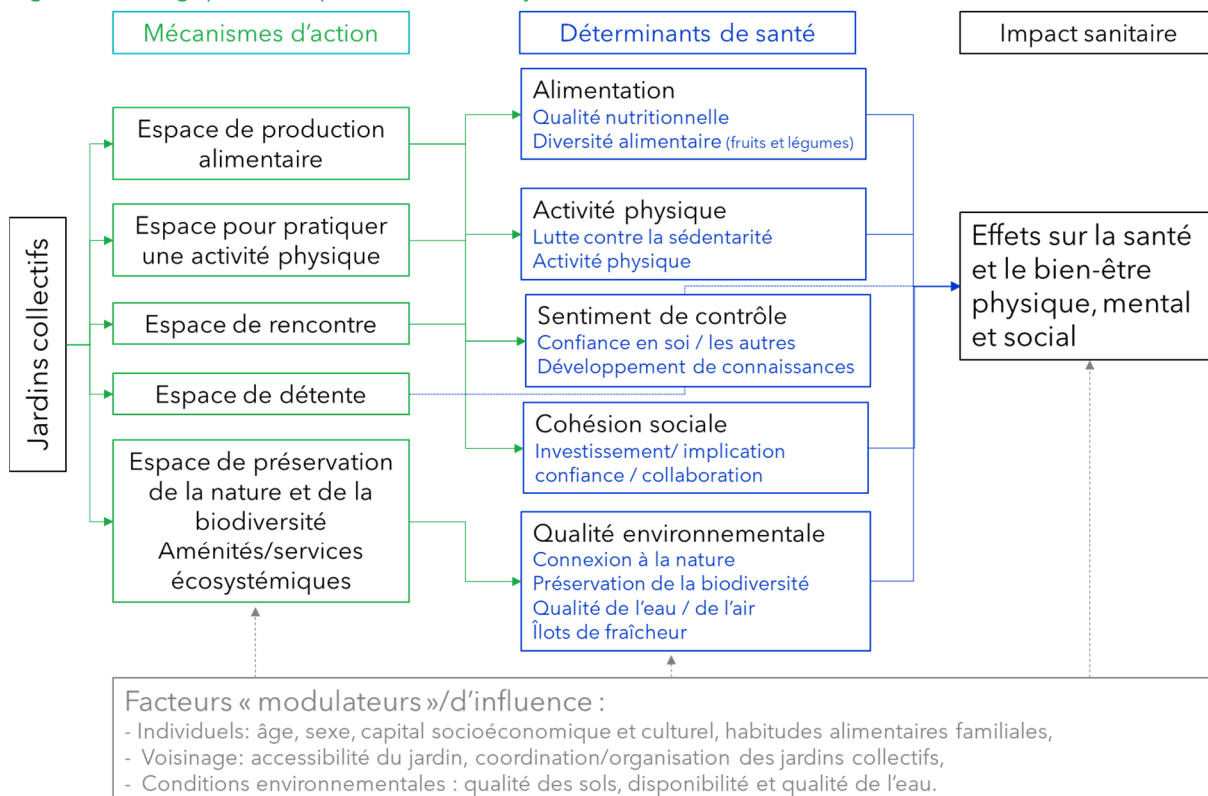 Mécanismes d'action
Déterminants de santé
Impact sanitaire
Jardins collectifs
Espace de production
alimentaire
Espace pour pratiquer
une activité physique
Espace de rencontre
Espace de détente
Espace de préservation
de la nature et de la
biodiversité
Aménités/services
écosystémiques
Alimentation
Qualité nutritionnelle
Diversité alimentaire (fruits et légumes)
Activité physique
Lutte contre la sédentarité
Activité physique
Sentiment de contrôle
Confiance en soi / les autres
Développement de connaissances
Cohésion sociale
Investissement/ implication
confiance / collaboration
Qualité environnementale
Connexion à la nature
Préservation de la biodiversité
Qualité de l'eau / de l'air
Îlots de fraîcheur
Effets sur la santé
et le bien-être
physique, mental
et social
Facteurs « modulateurs »/d'influence :
- Individuels: âge, sexe, capital socioéconomique et culturel, habitudes alimentaires familiales,
- Voisinage: accessibilité du jardin, coordination/organisation des jardins collectifs,
- Conditions environnementales : qualité des sols, disponibilité et qualité de l'eau.